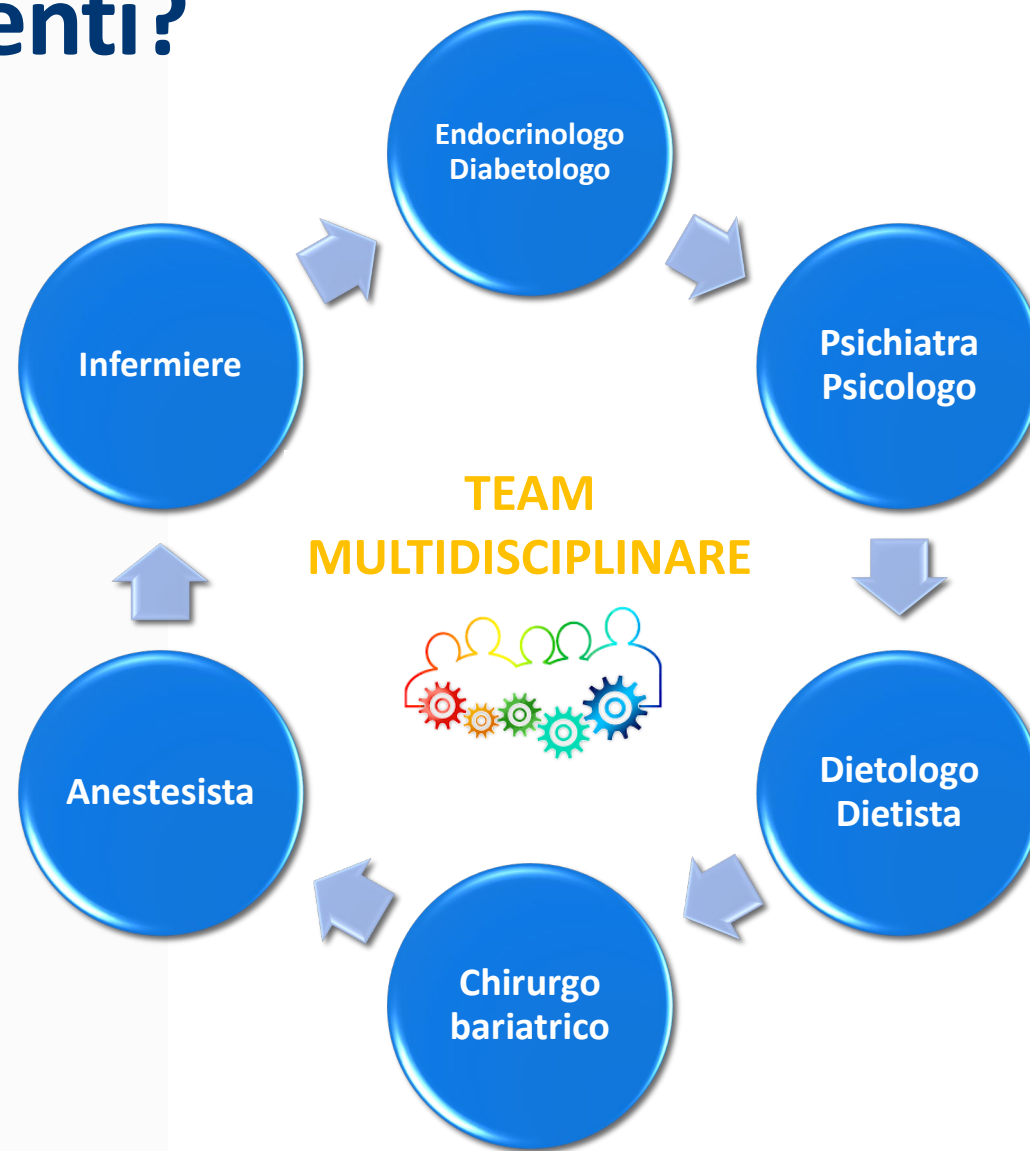 enti?
Endocrinologo
Diabetologo
Psichiatra
Psicologo
Infermiere
TEAM
MULTIDISCIPLINARE
Anestesista
Dietologo
Dietista
Chirurgo
bariatrico